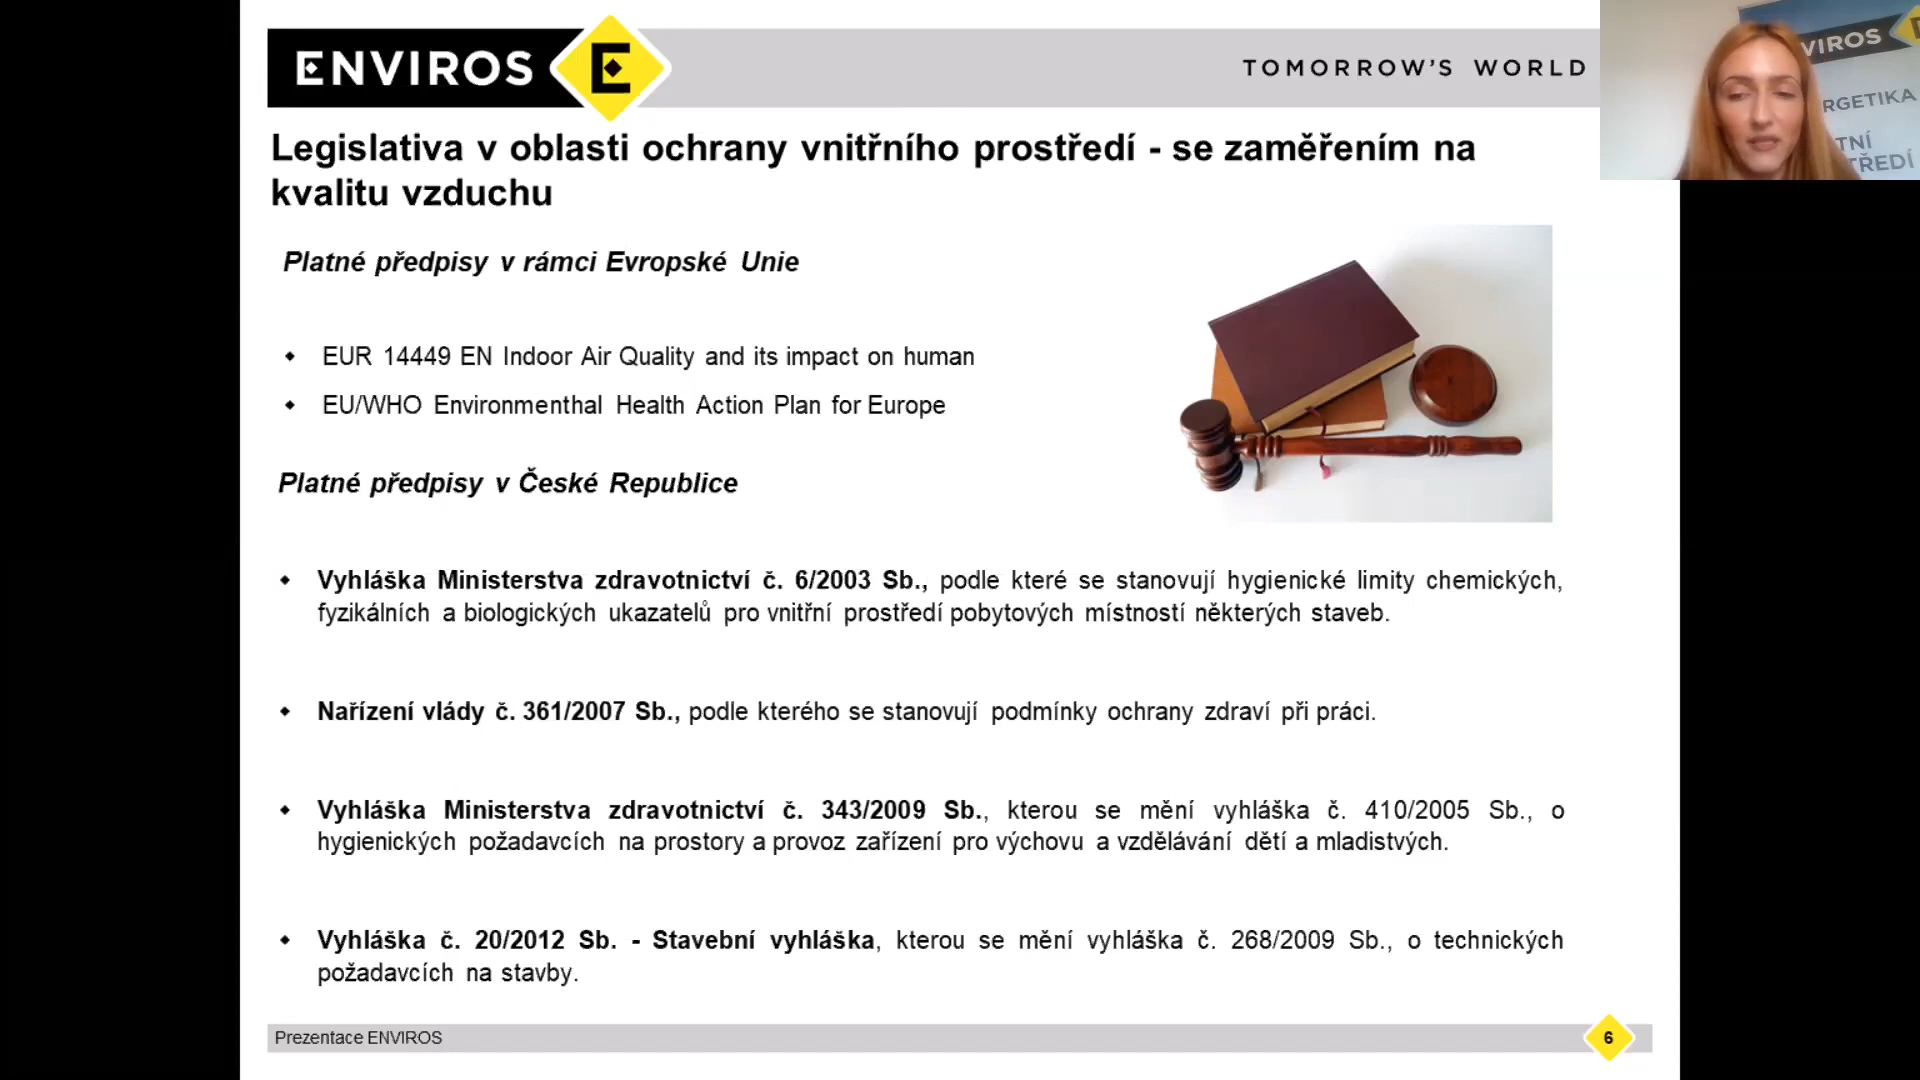 ENVIROS
TOMORROW'S WORLD
VIROS
RGETIKA
TNÍ
TŘEDÍ
Legislativa v oblasti ochrany vnitřního prostředí - se zaměřením na
kvalitu vzduchu
Platné předpisy v rámci Evropské Unie
EUR 14449 EN Indoor Air Quality and its impact on human
EU/WHO Environmenthal Health Action Plan for Europe
Platné předpisy v České Republice
Vyhláška Ministerstva zdravotnictví č. 6/2003 Sb., podle které se stanovují hygienické limity chemických,
fyzikálních a biologických ukazatelů pro vnitřní prostředí pobytových místností některých staveb.
Nařízení vlády č. 361/2007 Sb., podle kterého se stanovují podmínky ochrany zdraví při práci.
Vyhláška Ministerstva zdravotnictví č. 343/2009 Sb., kterou se mění vyhláška č. 410/2005 Sb., o
hygienických požadavcích na prostory a provoz zařízení pro výchovu a vzdělávání dětí a mladistvých.
Vyhláška č. 20/2012 Sb. - Stavební vyhláška, kterou se mění vyhláška č. 268/2009 Sb., o technických
požadavcích na stavby.
Prezentace ENVIROS
6